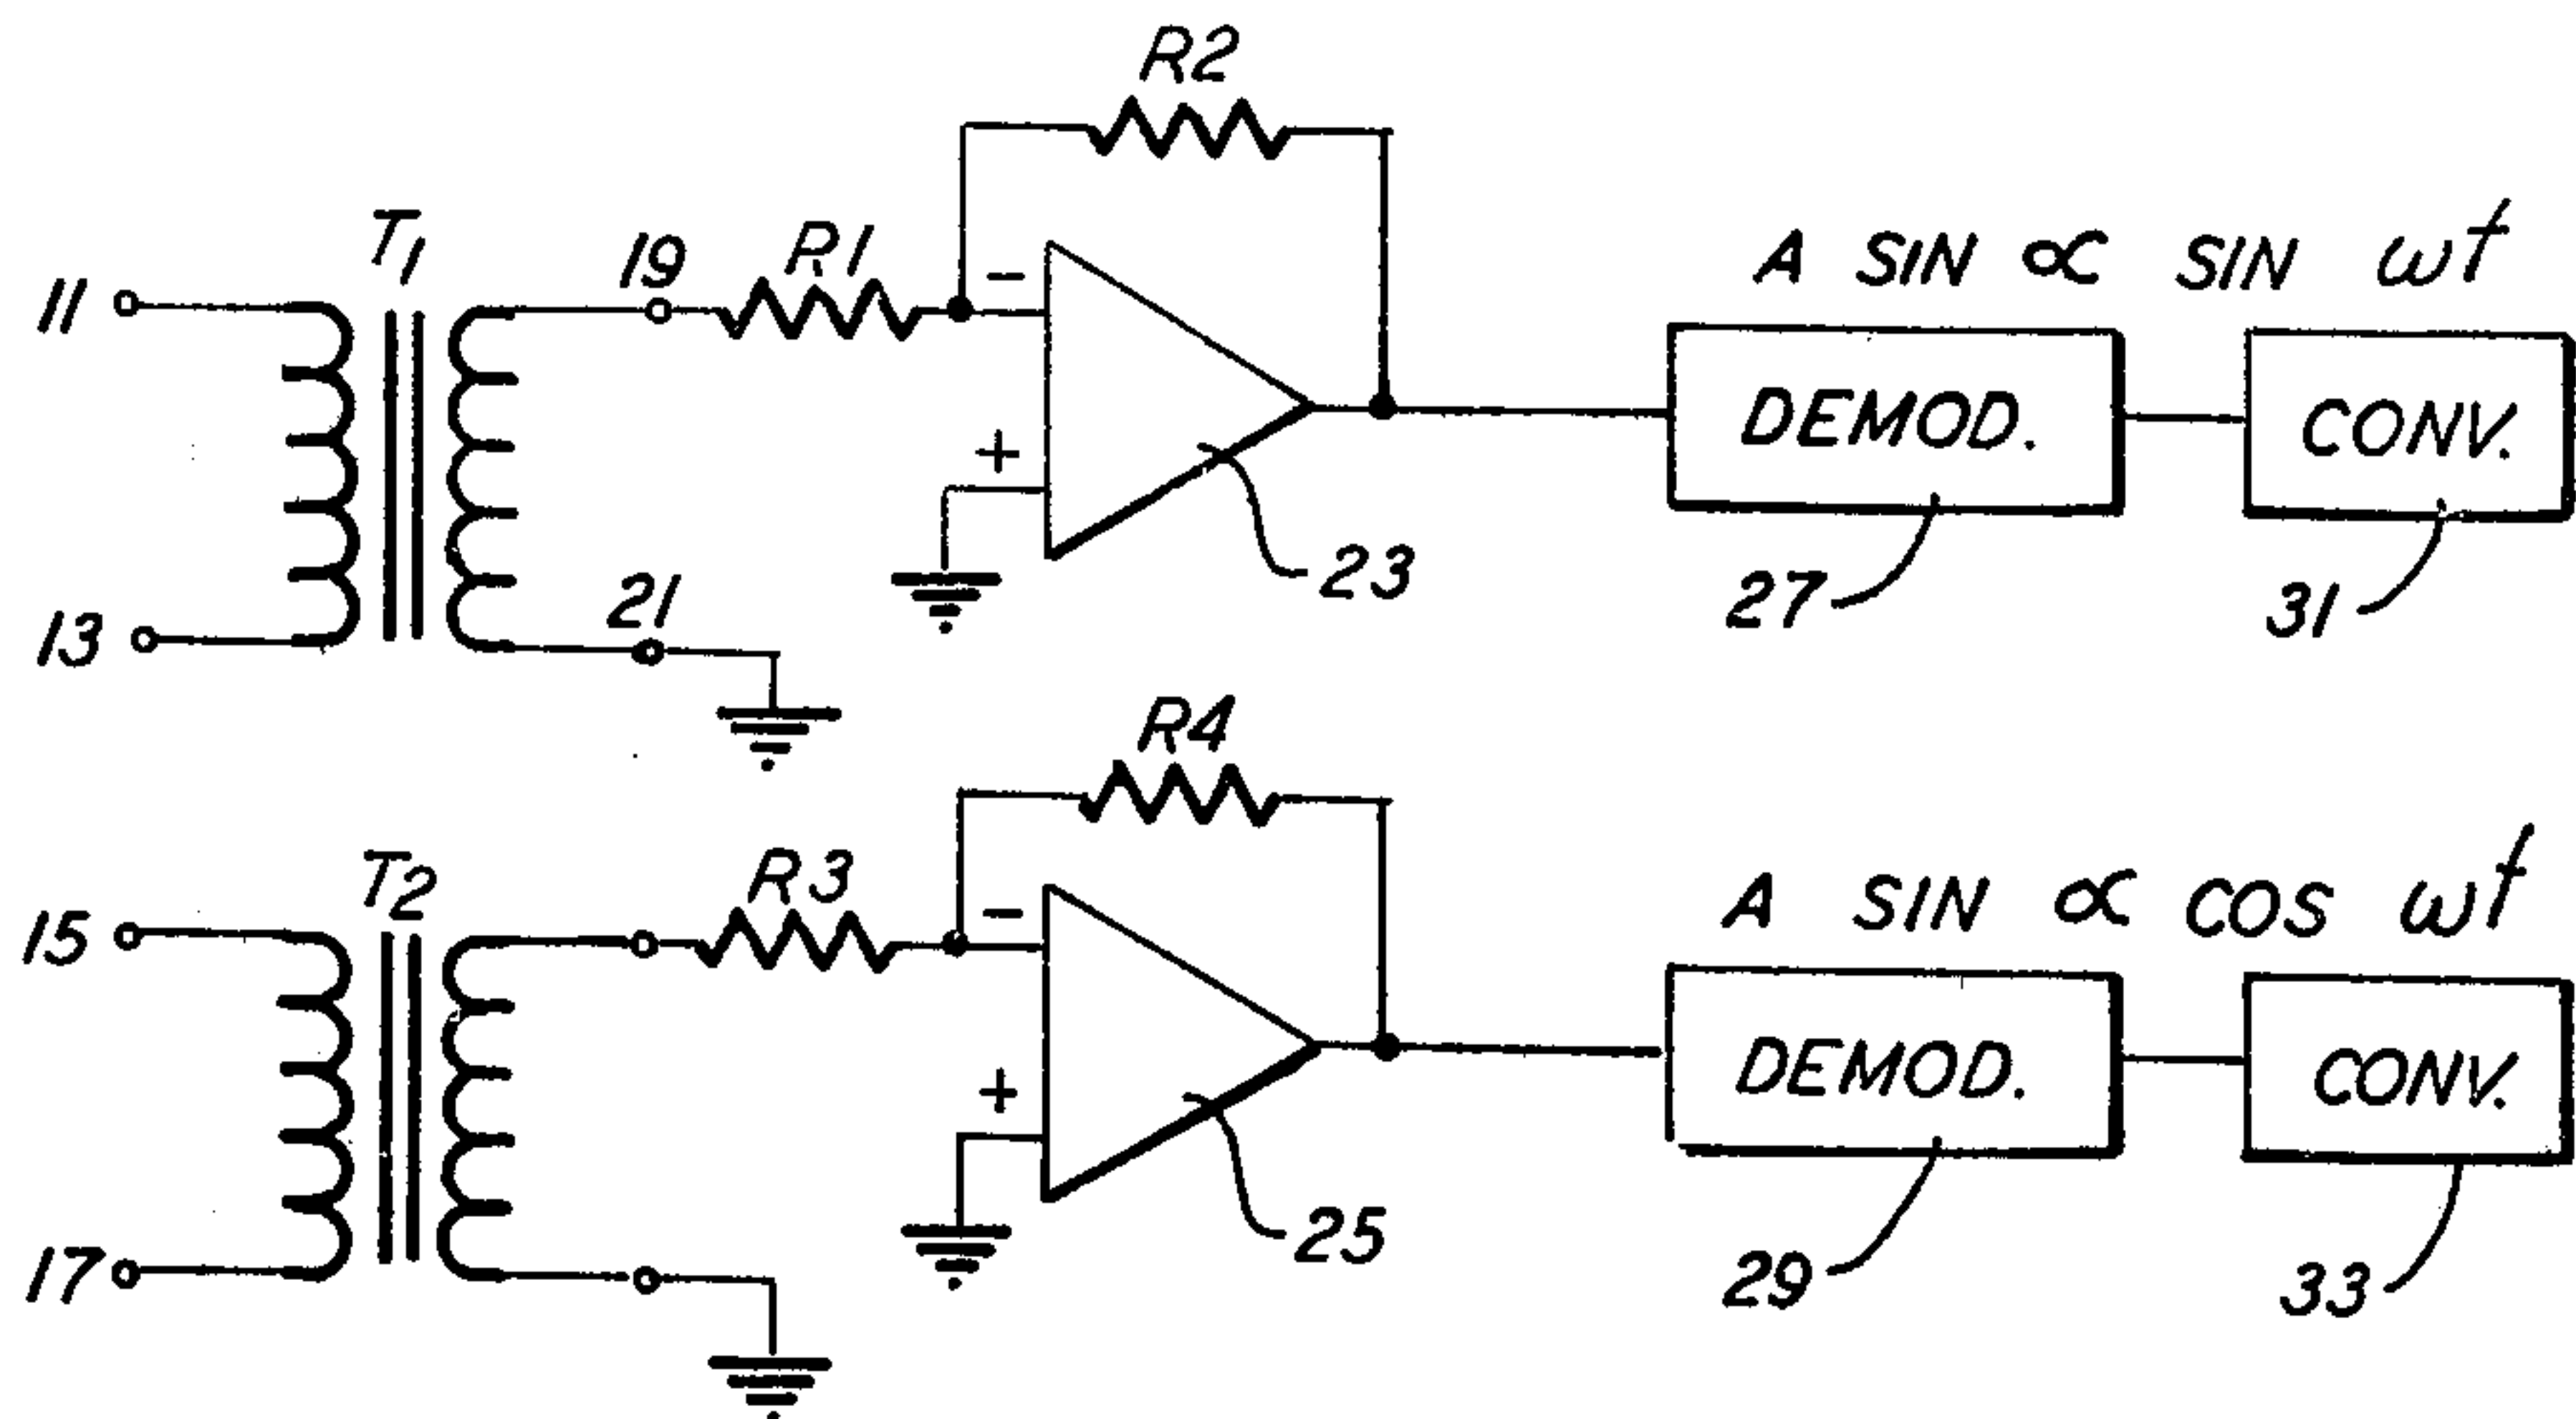 R2
T1
19
R1
A SIN ∝ SIN ωt
11
-
DEMOD.
CONV.
+
23
27
31
13
21
R4
T2
R3
A SIN ∝ COS ωt
15
-
DEMOD.
CONV.
+
25
29
33
17